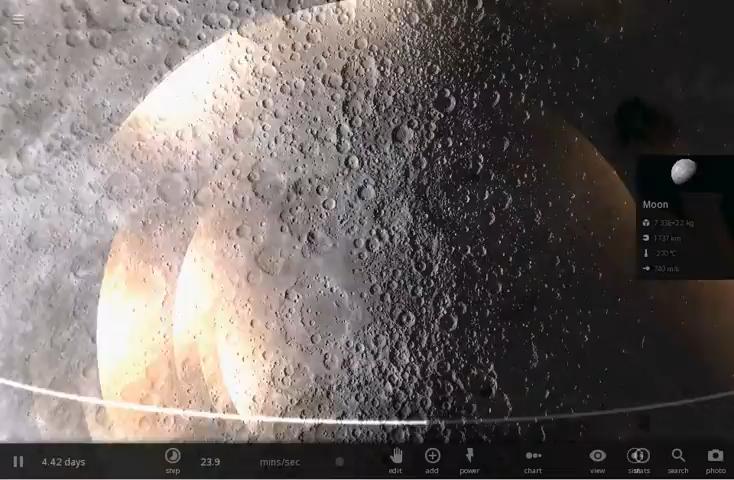 Moon
1737 km
4.42 days
step
23.9
mins/sec
edit
add
power
chart
view
search
photo